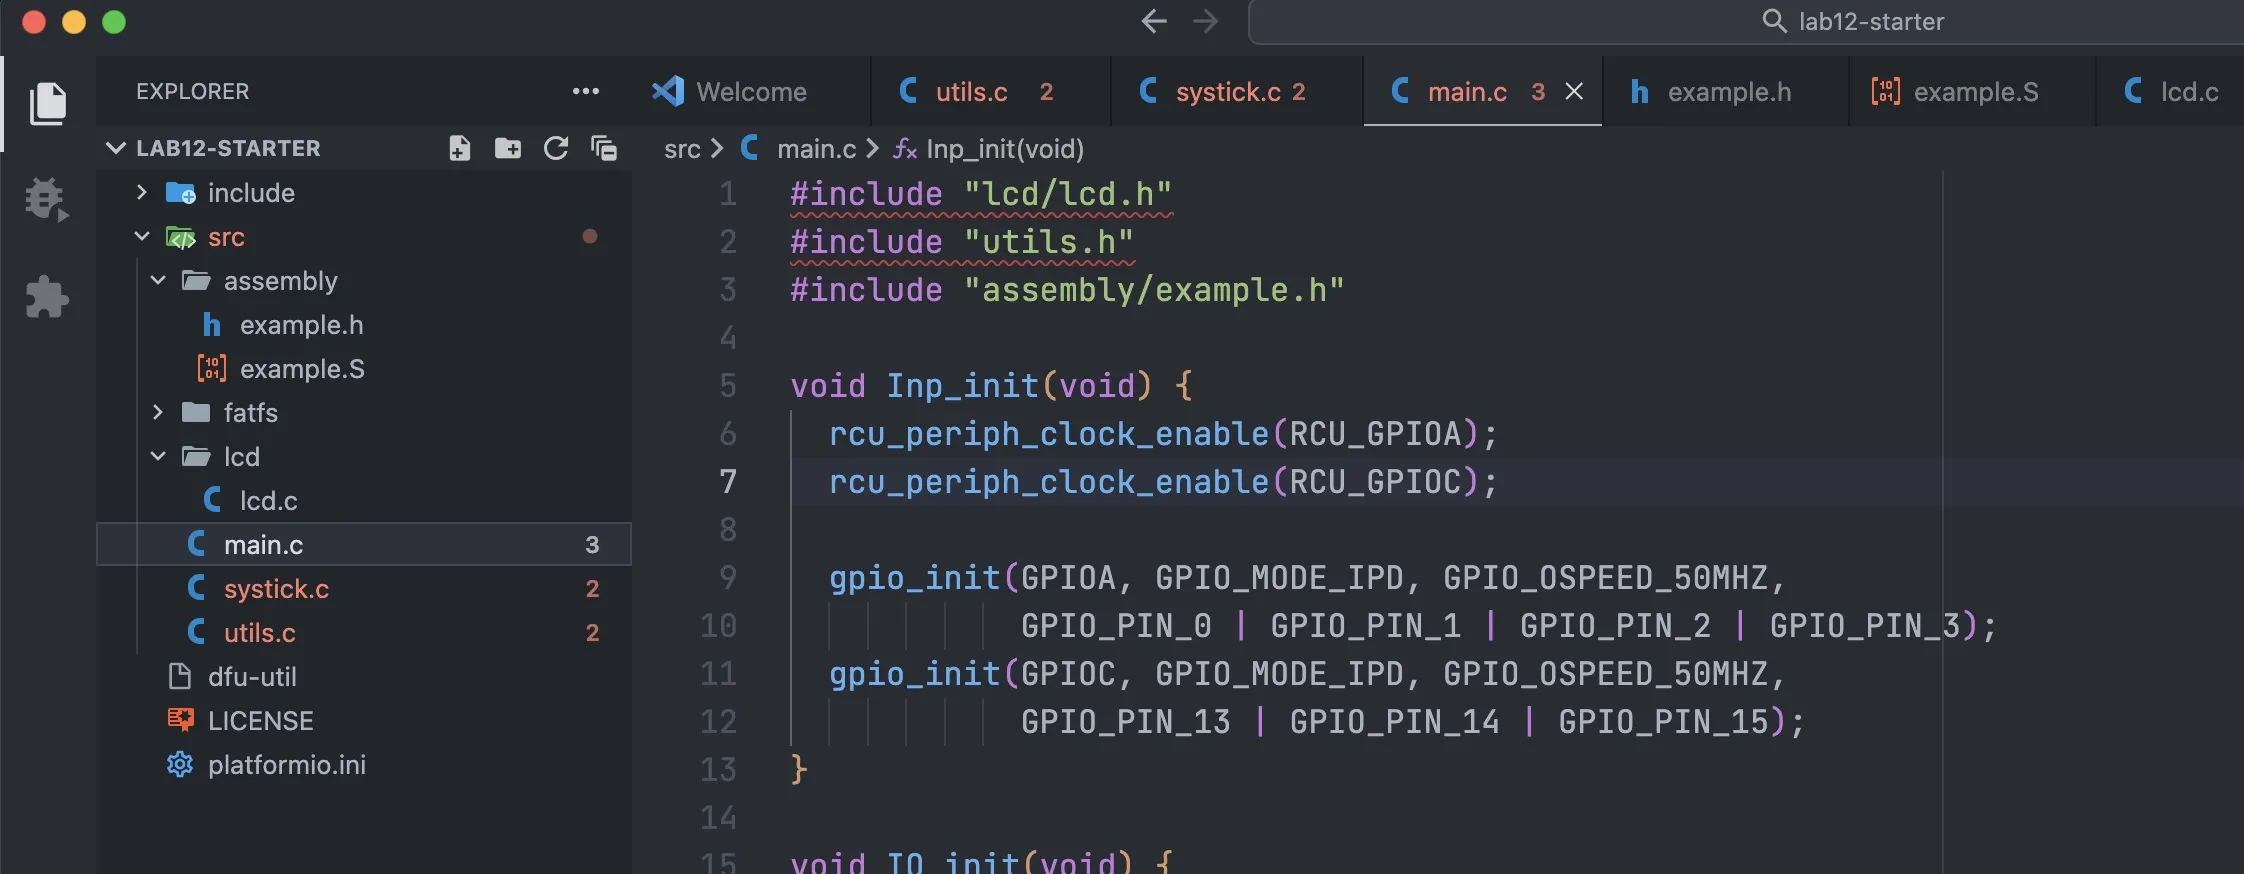 lab12-starter
EXPLORER
Welcome
utils.c 2
systick.c 2
main.c 3
example.h
example.S
lcd.c
LAB12-STARTER
include
src
assembly
example.h
example.S
fatfs
lcd
lcd.c
main.c 3
systick.c 2
utils.c 2
dfu-util
LICENSE
platformio.ini
src > main.c > Inp_init(void)
1 #include "lcd/lcd.h"
2 #include "utils.h"
3 #include "assembly/example.h"
4
5 void Inp_init(void) {
6 rcu_periph_clock_enable(RCU_GPIOA);
7 rcu_periph_clock_enable(RCU_GPIOC);
8
9 gpio_init(GPIOA, GPIO_MODE_IPD, GPIO_OSPEED_50MHZ,
10 GPIO_PIN_0 | GPIO_PIN_1 | GPIO_PIN_2 | GPIO_PIN_3);
11 gpio_init(GPIOC, GPIO_MODE_IPD, GPIO_OSPEED_50MHZ,
12 GPIO_PIN_13 | GPIO_PIN_14 | GPIO_PIN_15);
13 }
14
15 void IO_init(void) {